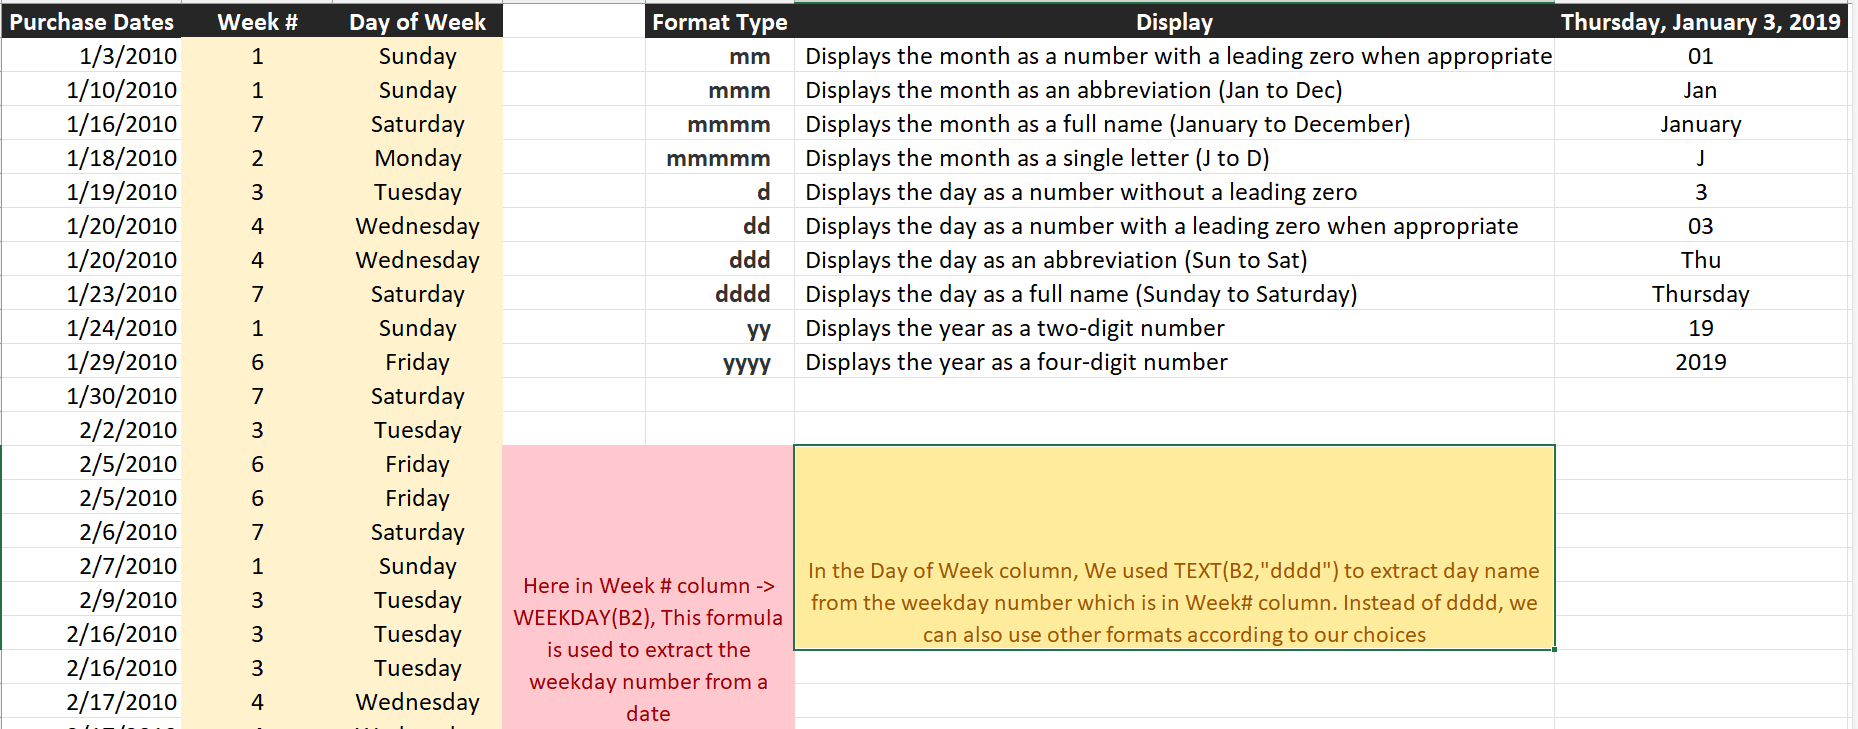 Purchase Dates Week # Day of Week Format Type Display Thursday, January 3, 2019
1/3/2010 1 Sunday mm Displays the month as a number with a leading zero when appropriate 01
1/10/2010 1 Sunday mmm Displays the month as an abbreviation (Jan to Dec) Jan
1/16/2010 7 Saturday mmmm Displays the month as a full name (January to December) January
1/18/2010 2 Monday mmmmm Displays the month as a single letter (J to D) J
1/19/2010 3 Tuesday d Displays the day as a number without a leading zero 3
1/20/2010 4 Wednesday dd Displays the day as a number with a leading zero when appropriate 03
1/20/2010 4 Wednesday ddd Displays the day as an abbreviation (Sun to Sat) Thu
1/23/2010 7 Saturday dddd Displays the day as a full name (Sunday to Saturday) Thursday
1/24/2010 1 Sunday yy Displays the year as a two-digit number 19
1/29/2010 6 Friday yyyy Displays the year as a four-digit number 2019
1/30/2010 7 Saturday
2/2/2010 3 Tuesday
2/5/2010 6 Friday
2/5/2010 6 Friday
2/6/2010 7 Saturday
2/7/2010 1 Sunday
2/9/2010 3 Tuesday
2/16/2010 3 Tuesday
2/16/2010 3 Tuesday
2/17/2010 4 Wednesday
Here in Week # column ->
WEEKDAY(B2), This formula
is used to extract the
weekday number from a
date
In the Day of Week column, We used TEXT(B2,"dddd") to extract day name
from the weekday number which is in Week# column. Instead of dddd, we
can also use other formats according to our choices